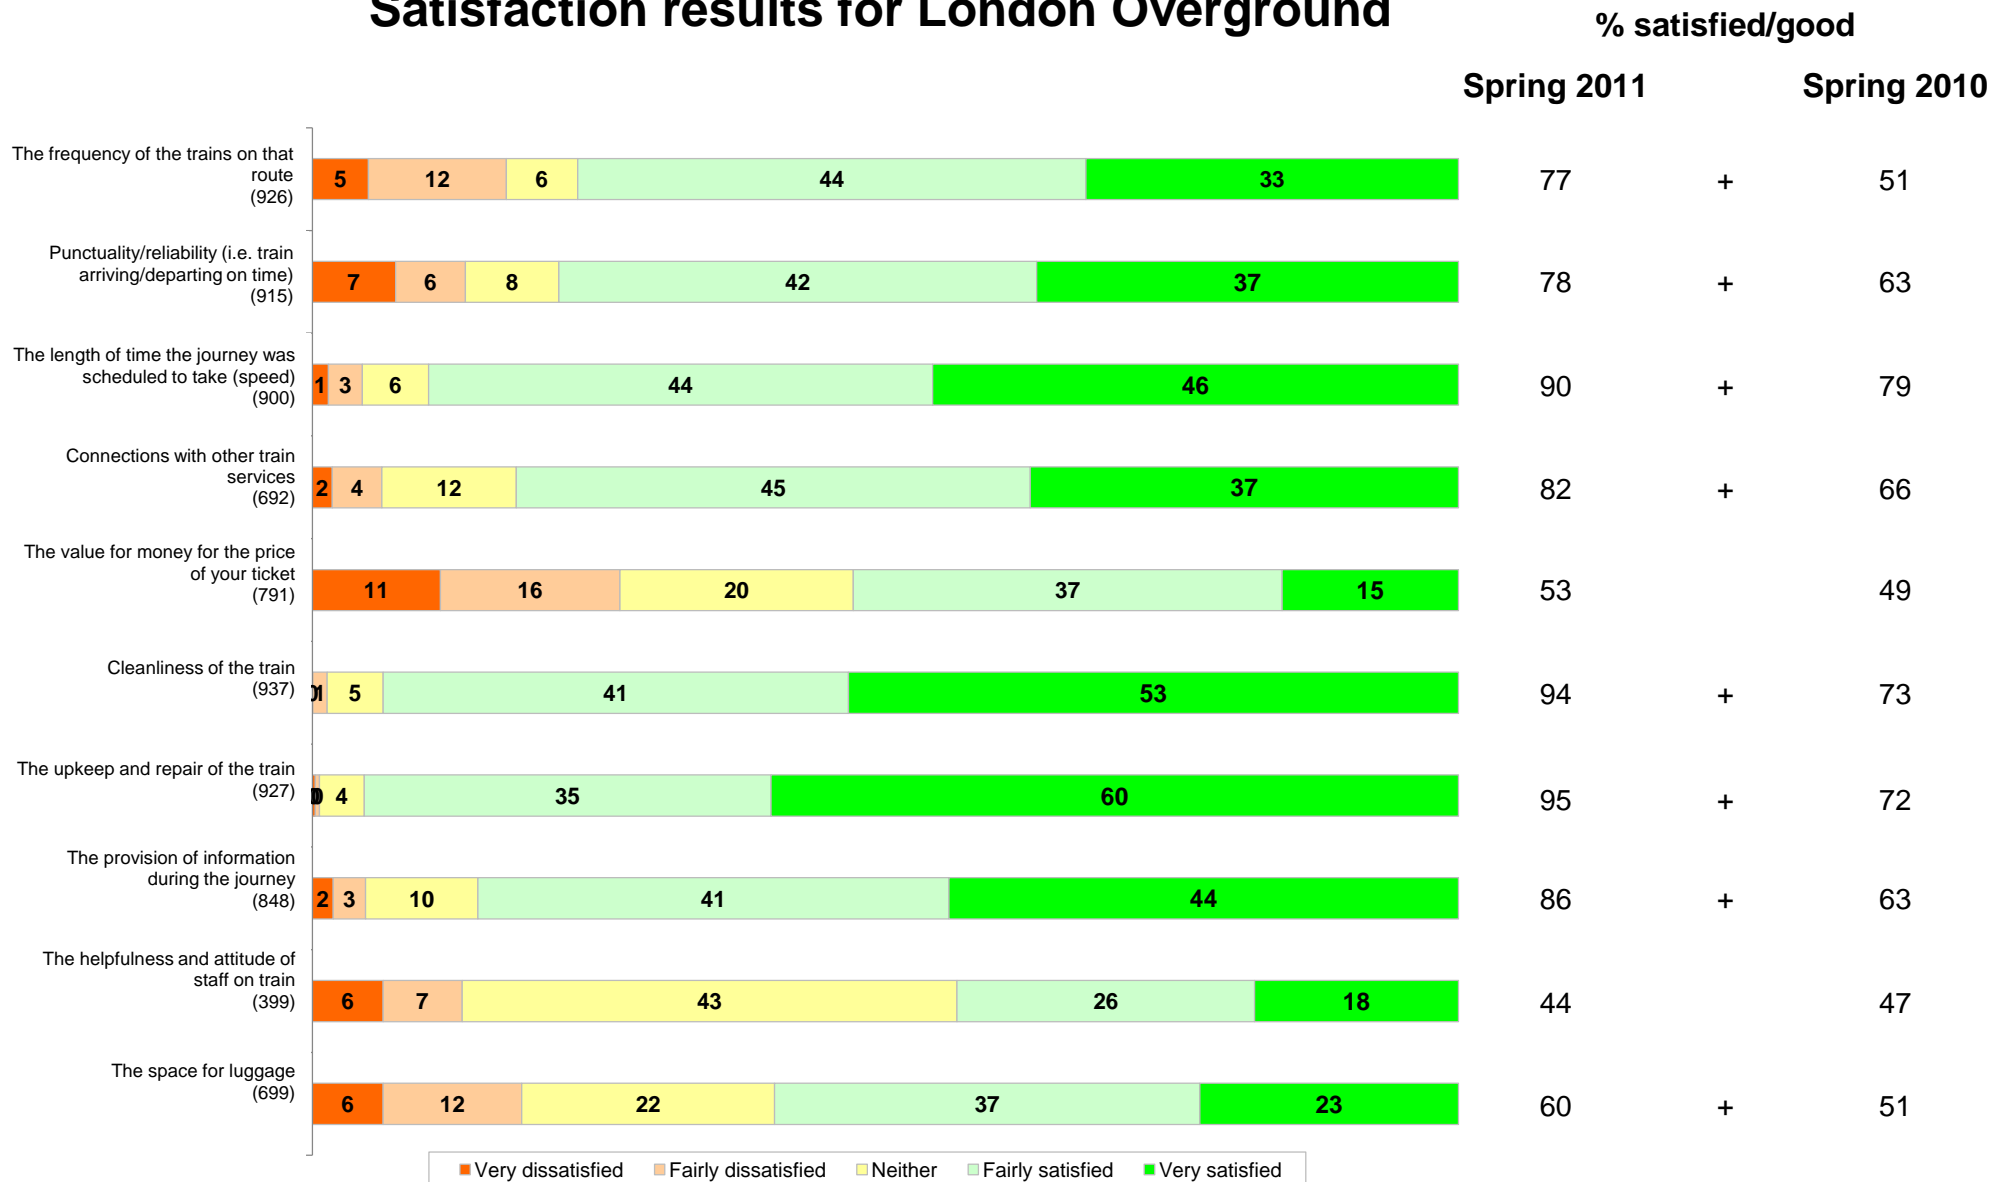 Satisfaction results for London Overground
% satisfied/good
Spring 2011 Spring 2010
The frequency of the trains on that
route
(926)
5 12 6 44 33 77 + 51
Punctuality/reliability (i.e. train
arriving/departing on time)
(915)
7 6 8 42 37 78 + 63
The length of time the journey was
scheduled to take (speed)
(900)
1 3 6 44 46 90 + 79
Connections with other train
services
(692)
2 4 12 45 37 82 + 66
The value for money for the price
of your ticket
(791)
11 16 20 37 15 53 49
Cleanliness of the train
(937)
0 1 5 41 53 94 + 73
The upkeep and repair of the train
(927)
0 0 4 35 60 95 + 72
The provision of information
during the journey
(848)
2 3 10 41 44 86 + 63
The helpfulness and attitude of
staff on train
(399)
6 7 43 26 18 44 47
The space for luggage
(699)
6 12 22 37 23 60 + 51
Very dissatisfied Fairly dissatisfied Neither Fairly satisfied Very satisfied